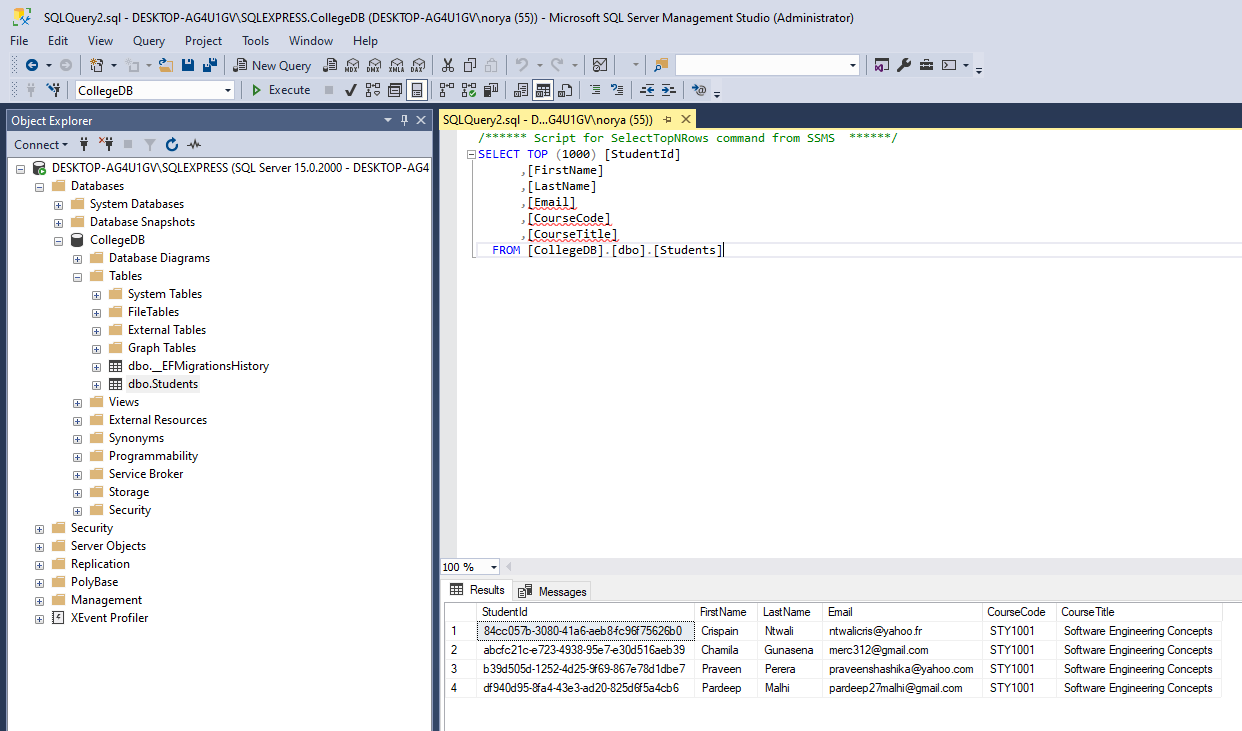 SQLQuery2.sql - DESKTOP-AG4U1GV\SQLEXPRESS.CollegeDB (DESKTOP-AG4U1GV\norya (55)) - Microsoft SQL Server Management Studio (Administrator)
File Edit View Query Project Tools Window Help
New Query MDX DMX XMLA DAX
CollegeDB Execute
Object Explorer
Connect
DESKTOP-AG4U1GV\SQLEXPRESS (SQL Server 15.0.2000 - DESKTOP-AG4
Databases
System Databases
Database Snapshots
CollegeDB
Database Diagrams
Tables
System Tables
FileTables
External Tables
Graph Tables
dbo.__EFMigrationsHistory
dbo.Students
Views
External Resources
Synonyms
Programmability
Service Broker
Storage
Security
Security
Server Objects
Replication
PolyBase
Management
XEvent Profiler
SQLQuery2.sql - D...G4U1GV\norya (55))
/****** Script for SelectTopNRows command from SSMS  ******/
SELECT TOP (1000) [StudentId]
,[FirstName]
,[LastName]
,[Email]
,[CourseCode]
,[CourseTitle]
FROM [CollegeDB].[dbo].[Students]
100 %
Results Messages
StudentId FirstName LastName Email CourseCode CourseTitle
1 84cc057b-3080-41a6-aeb8-fc96f75626b0 Crispain Ntwali ntwalicris@yahoo.fr STY1001 Software Engineering Concepts
2 abcfc21c-e723-4938-95e7-e30d516aeb39 Chamila Gunasena merc312@gmail.com STY1001 Software Engineering Concepts
3 b39d505d-1252-4d25-9f69-867e78d1dbe7 Praveen Perera praveenshashika@yahoo.com STY1001 Software Engineering Concepts
4 df940d95-8fa4-43e3-ad20-825d6f5a4cb6 Pardeep Malhi pardeep27malhi@gmail.com STY1001 Software Engineering Concepts